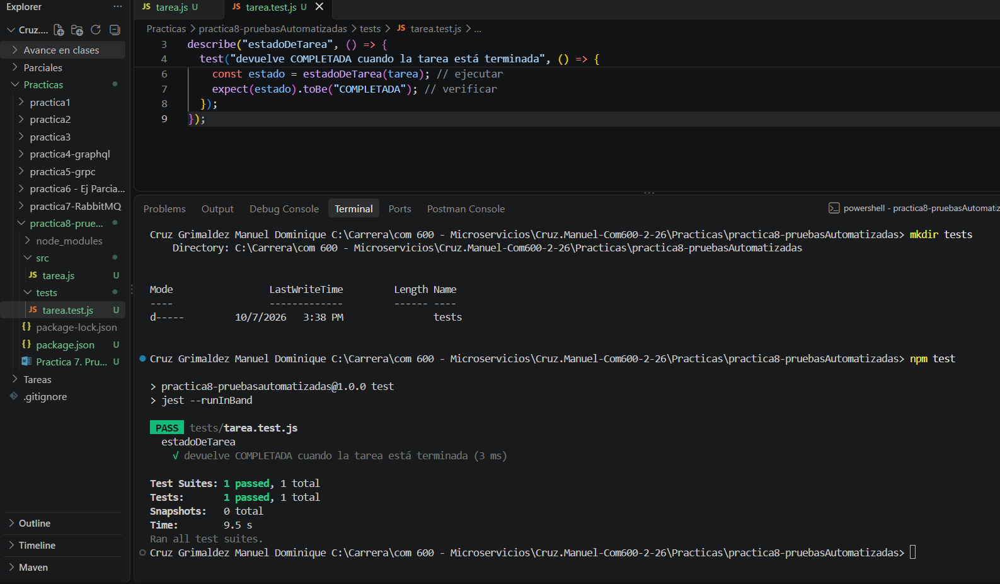 Explorer
Cruz....
Avance en clases
Parciales
Practicas
practica1
practica2
practica3
practica4-graphql
practica5-grpc
practica6 - Ej Parcia...
practica7-RabbitMQ
practica8-prue...
node_modules
src
JS tarea.js U
tests
JS tarea.test.js U
{} package-lock.json
{} package.json U
Practica 7. Pru... U
Tareas
.gitignore
Outline
Timeline
Maven
JS tarea.js U JS tarea.test.js U
Practicas > practica8-pruebasAutomatizadas > tests > JS tarea.test.js > ...
3 describe("estadoDeTarea", () => {
4 test("devuelve COMPLETADA cuando la tarea está terminada", () => {
6 const estado = estadoDeTarea(tarea); // ejecutar
7 expect(estado).toBe("COMPLETADA"); // verificar
8 });
9 });
Problems Output Debug Console Terminal Ports Postman Console powershell - practica8-pruebasAutomatiz
Cruz Grimaldez Manuel Dominique C:\Carrera\com 600 - Microservicios\Cruz.Manuel-Com600-2-26\Practicas\practica8-pruebasAutomatizadas> mkdir tests
Directory: C:\Carrera\com 600 - Microservicios\Cruz.Manuel-Com600-2-26\Practicas\practica8-pruebasAutomatizadas
Mode LastWriteTime Length Name
---- ------------- ------ ----
d----- 10/7/2026 3:38 PM tests
Cruz Grimaldez Manuel Dominique C:\Carrera\com 600 - Microservicios\Cruz.Manuel-Com600-2-26\Practicas\practica8-pruebasAutomatizadas> npm test
> practica8-pruebasautomatizadas@1.0.0 test
> jest --runInBand
PASS tests/tarea.test.js
estadoDeTarea
√ devuelve COMPLETADA cuando la tarea está terminada (3 ms)
Test Suites: 1 passed, 1 total
Tests: 1 passed, 1 total
Snapshots: 0 total
Time: 9.5 s
Ran all test suites.
Cruz Grimaldez Manuel Dominique C:\Carrera\com 600 - Microservicios\Cruz.Manuel-Com600-2-26\Practicas\practica8-pruebasAutomatizadas>